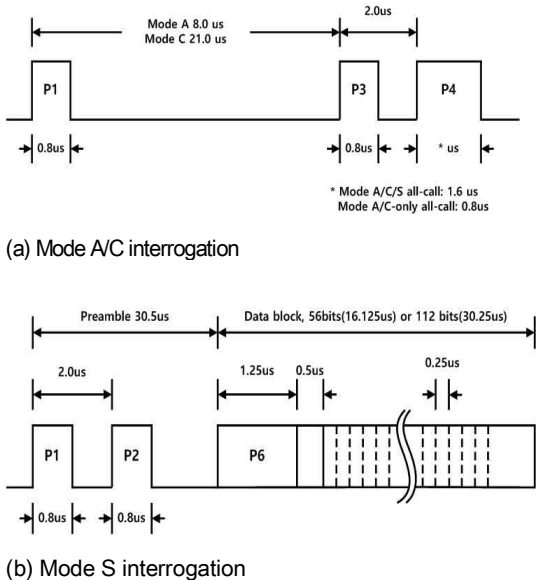 Mode A 8.0 us
Mode C 21.0 us
2.0us
P1
P3
P4
0.8us
0.8us
* us
* Mode A/C/S all-call: 1.6 us
Mode A/C-only all-call: 0.8us
(a) Mode A/C interrogation
Preamble 30.5us
Data block, 56bits(16.125us) or 112 bits(30.25us)
2.0us
1.25us
0.5us
0.25us
P1
P2
P6
0.8us
0.8us
(b) Mode S interrogation